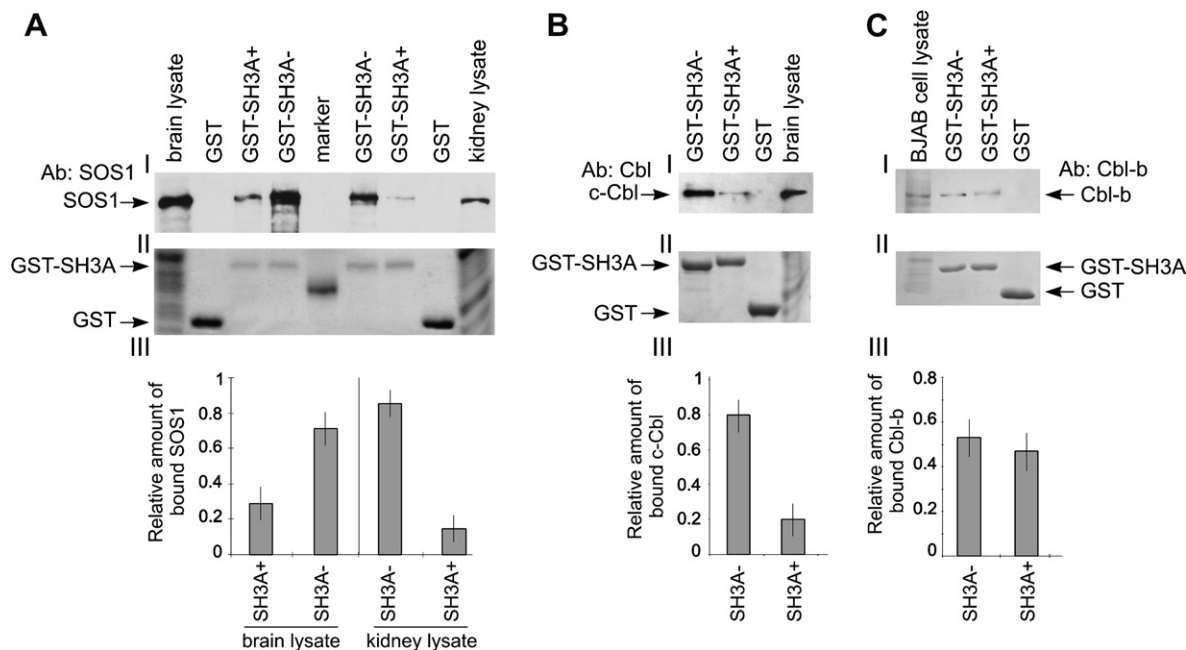 A
brain lysate
GST
GST-SH3A+
GST-SH3A-
marker
GST-SH3A-
GST-SH3A+
GST
kidney lysate
I
Ab: SOS1
SOS1
II
GST-SH3A
GST
III
Relative amount of
bound SOS1
1
0.8
0.6
0.4
0.2
0
SH3A+
SH3A-
SH3A-
SH3A+
brain lysate
kidney lysate
B
GST-SH3A-
GST-SH3A+
GST
brain lysate
I
Ab: Cbl
c-Cbl
II
GST-SH3A
GST
III
Relative amount of
bound c-Cbl
1
0.8
0.6
0.4
0.2
0
SH3A-
SH3A+
C
BJAB cell lysate
GST-SH3A-
GST-SH3A+
GST
I
Ab: Cbl-b
Cbl-b
II
GST-SH3A
GST
III
Relative amount of
bound Cbl-b
0.8
0.6
0.4
0.2
0
SH3A-
SH3A+